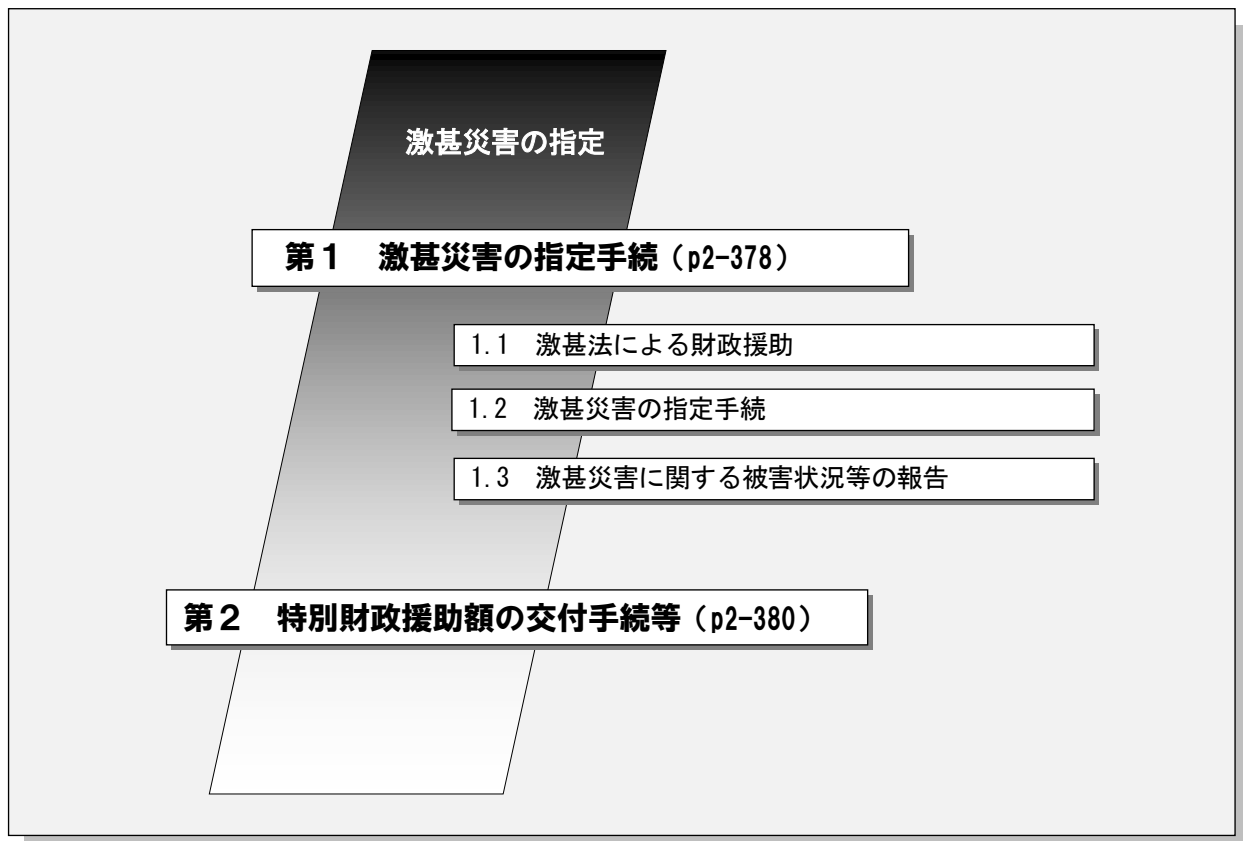 激甚災害の指定
第１　激甚災害の指定手続（p2-378）
1.1　激甚法による財政援助
1.2　激甚災害の指定手続
1.3　激甚災害に関する被害状況等の報告
第２　特別財政援助額の交付手続等（p2-380）